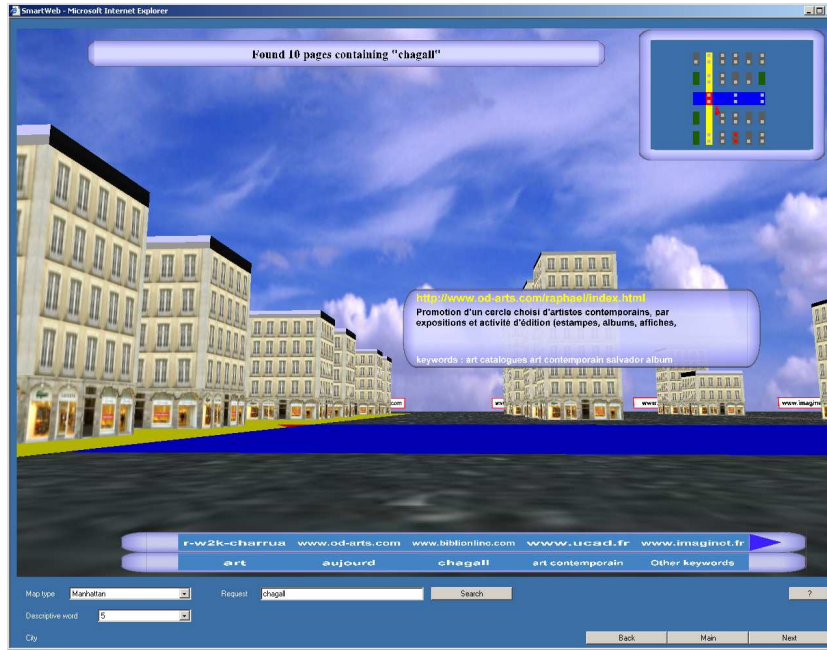 SmartWeb - Microsoft Internet Explorer
Found 10 pages containing "chagall"
http://www.od-arts.com/raphael/index.html
Promotion d'un cercle choisi d'artistes contemporains, par
expositions et activité d'édition (estampes, albums, affiches,
keywords : art catalogues art contemporain salvador album
www.imagine
r-w2k-charrua www.od-arts.com www.biblionline.com www.ucad.fr www.imaginet.fr
art aujourd chagall art contemporain Other keywords
Map type Manhattan Request chagall Search ?
Descriptive word 5
City Back Main Next